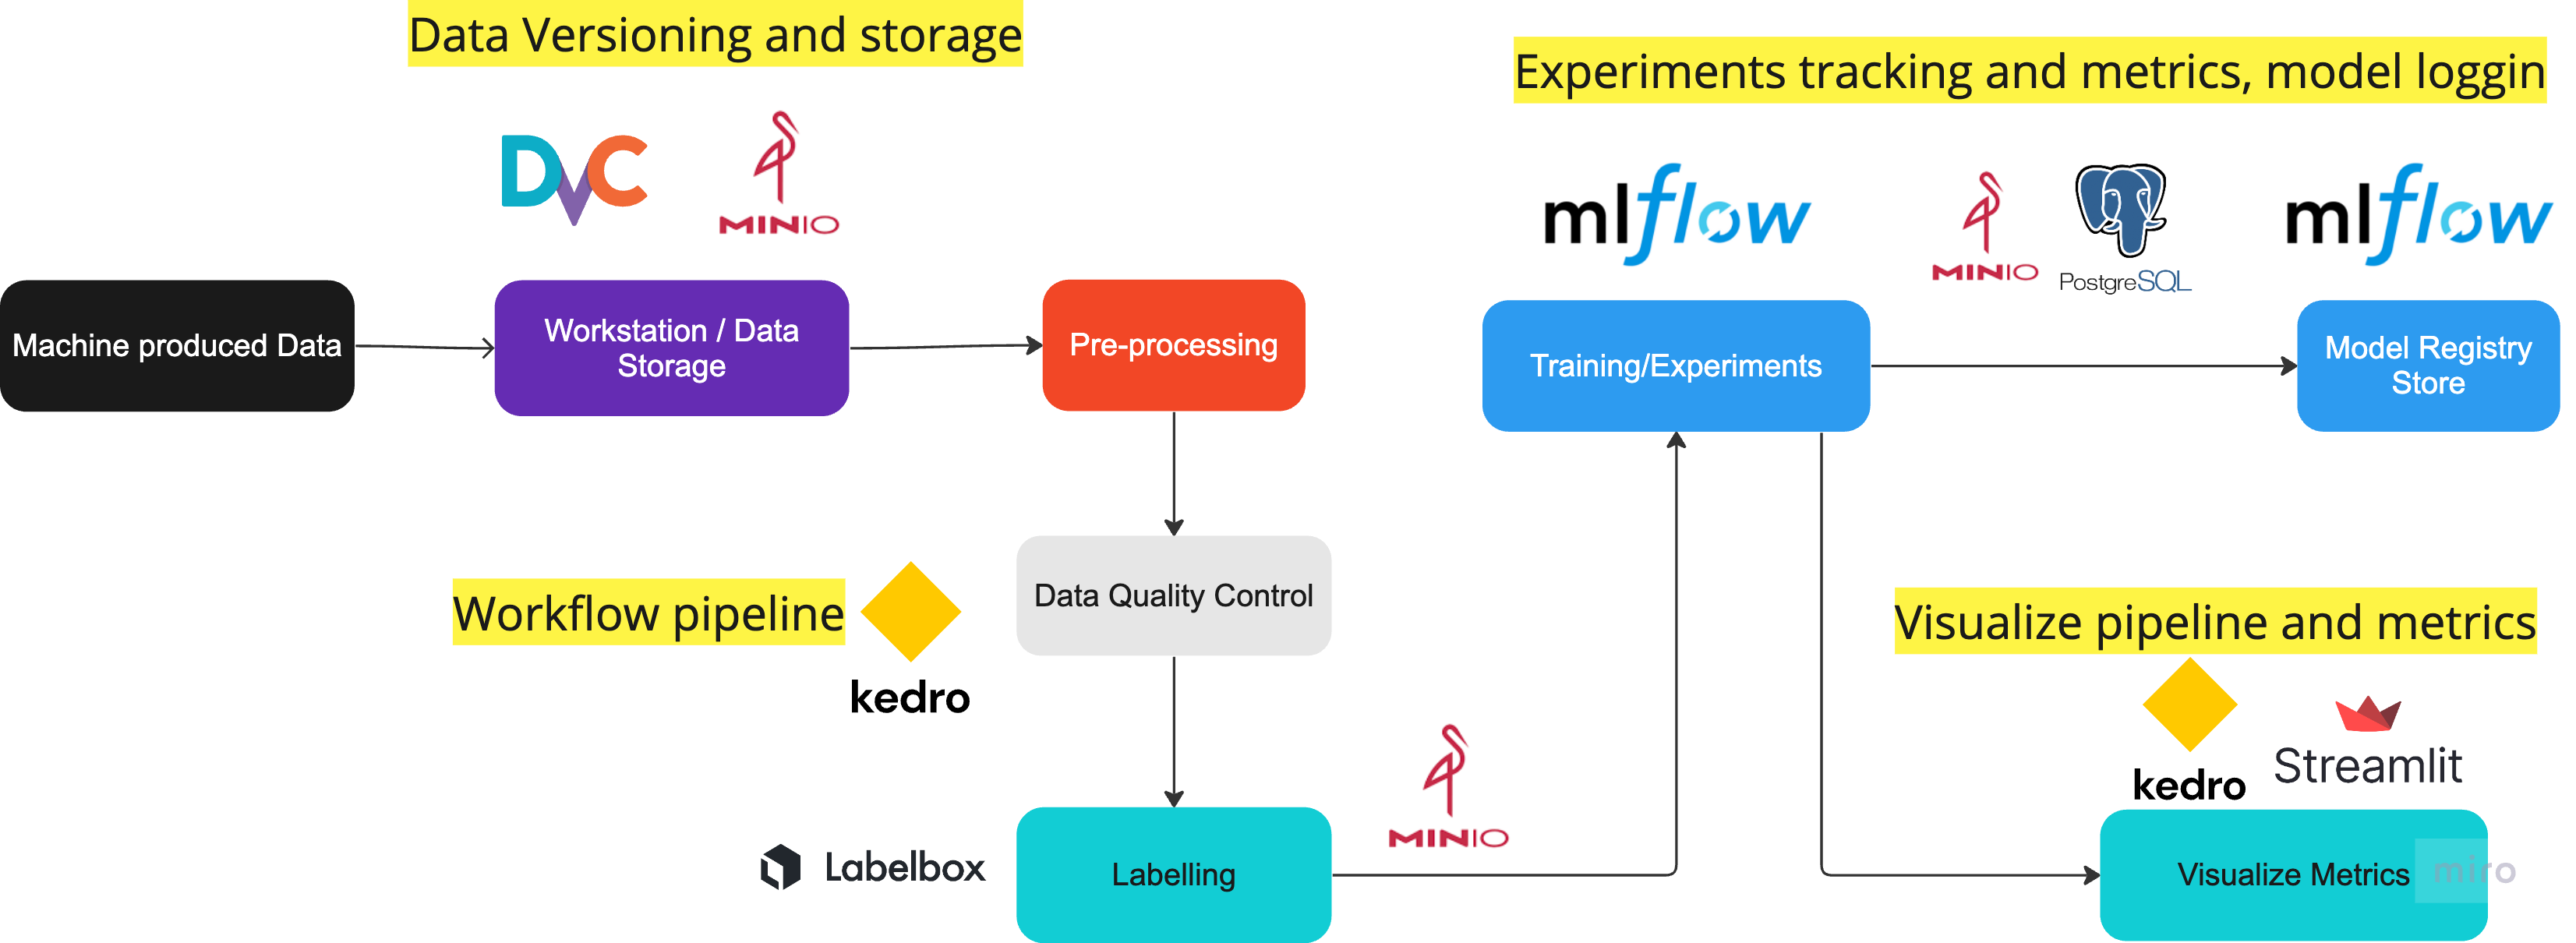 Data Versioning and storage
Experiments tracking and metrics, model loggin
DVC
MINIO
mlflow
MINIO
PostgreSQL
mlflow
Machine produced Data
Workstation / Data
Storage
Pre-processing
Training/Experiments
Model Registry
Store
Workflow pipeline
kedro
Data Quality Control
Visualize pipeline and metrics
kedro
Streamlit
MINIO
Labelbox
Labelling
Visualize Metrics
miro